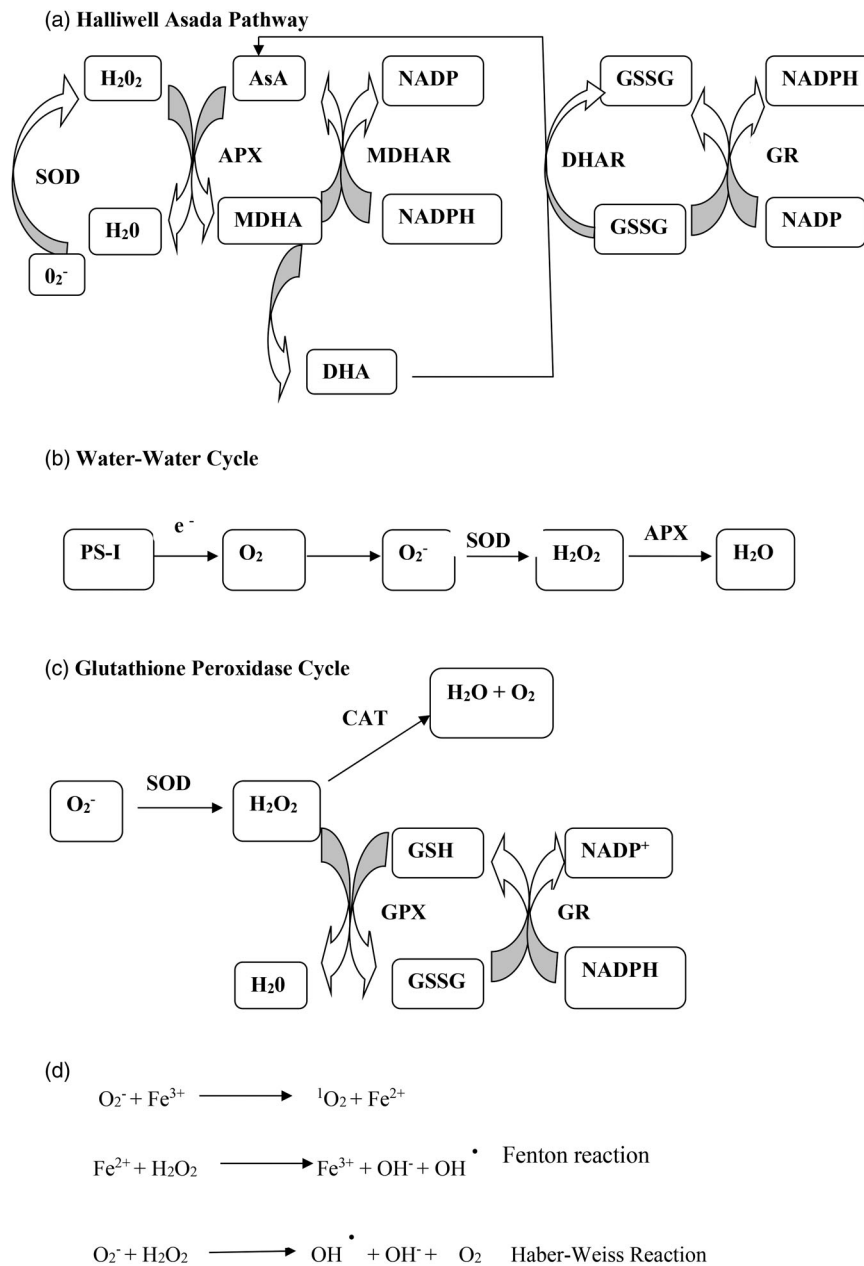 (a) Halliwell Asada Pathway
H₂0₂ AsA NADP GSSG NADPH
SOD APX MDHAR DHAR GR
H₂0 MDHA NADPH GSSG NADP
0₂⁻
DHA
(b) Water-Water Cycle
e⁻ SOD APX
PS-I O₂ O₂⁻ H₂O₂ H₂O
(c) Glutathione Peroxidase Cycle
H₂O + O₂
CAT
SOD
O₂⁻ H₂O₂
GSH NADP⁺
GPX GR
H₂0 GSSG NADPH
(d)
O₂⁻ + Fe³⁺ ⟶ ¹O₂ + Fe²⁺
Fe²⁺ + H₂O₂ ⟶ Fe³⁺ + OH⁻ + OH• Fenton reaction
O₂⁻ + H₂O₂ ⟶ OH• + OH⁻ + O₂ Haber-Weiss Reaction